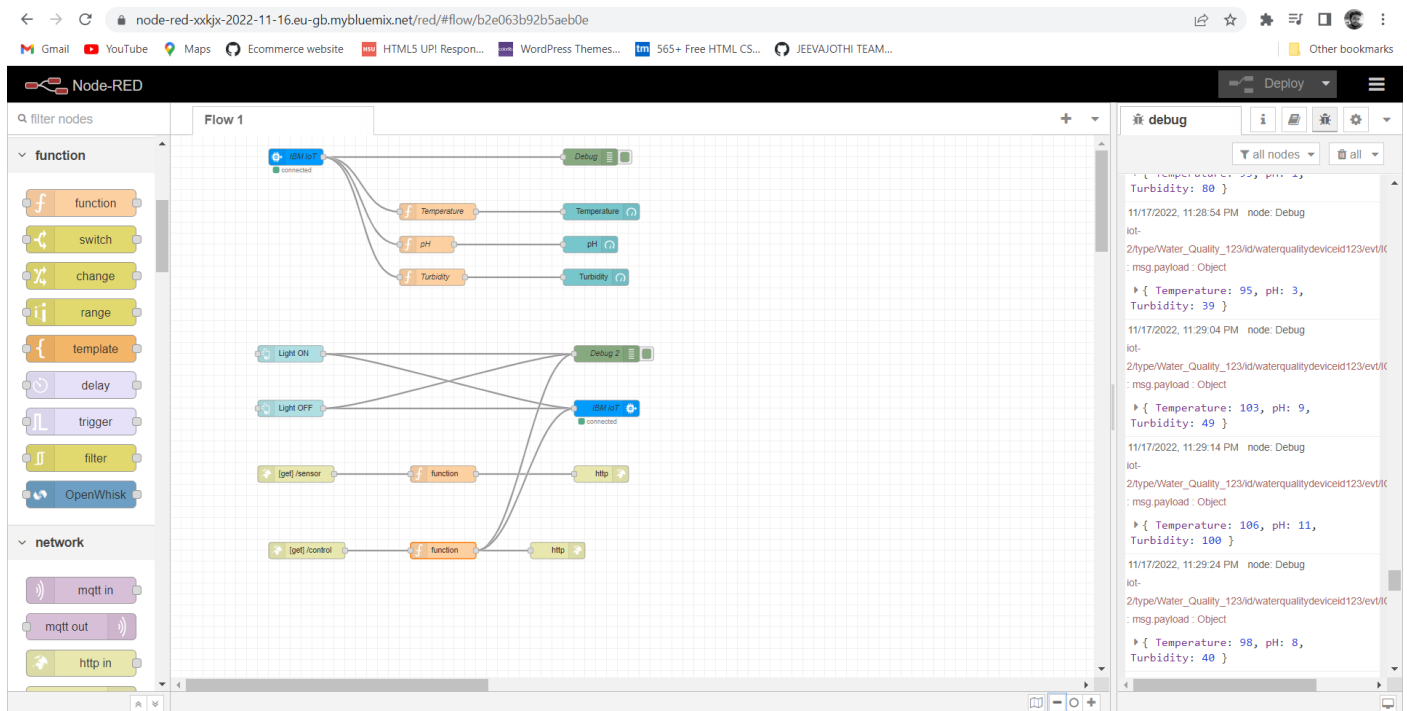 node-red-xxkjx-2022-11-16.eu-gb.mybluemix.net/red/#flow/b2e063b92b5aeb0e
Gmail YouTube Maps Ecommerce website HTML5 UP! Respon... WordPress Themes... tm 565+ Free HTML CS... JEEVAJOTHI TEAM... Other bookmarks
Node-RED Deploy
filter nodes
function
function
switch
change
range
template
delay
trigger
filter
OpenWhisk
network
mqtt in
mqtt out
http in
Flow 1
IBM IoT
connected
Debug
Temperature Temperature
pH pH
Turbidity Turbidity
Light ON Debug 2
Light OFF IBM IoT
connected
[get] /sensor function http
[get] /control function http
debug
all nodes all
Turbidity: 80 }
11/17/2022, 11:28:54 PM node: Debug
iot-
2/type/Water_Quality_123/id/waterqualitydeviceid123/evt/
: msg.payload : Object
{ Temperature: 95, pH: 3,
Turbidity: 39 }
11/17/2022, 11:29:04 PM node: Debug
iot-
2/type/Water_Quality_123/id/waterqualitydeviceid123/evt/
: msg.payload : Object
{ Temperature: 103, pH: 9,
Turbidity: 49 }
11/17/2022, 11:29:14 PM node: Debug
iot-
2/type/Water_Quality_123/id/waterqualitydeviceid123/evt/
: msg.payload : Object
{ Temperature: 106, pH: 11,
Turbidity: 100 }
11/17/2022, 11:29:24 PM node: Debug
iot-
2/type/Water_Quality_123/id/waterqualitydeviceid123/evt/
: msg.payload : Object
{ Temperature: 98, pH: 8,
Turbidity: 40 }